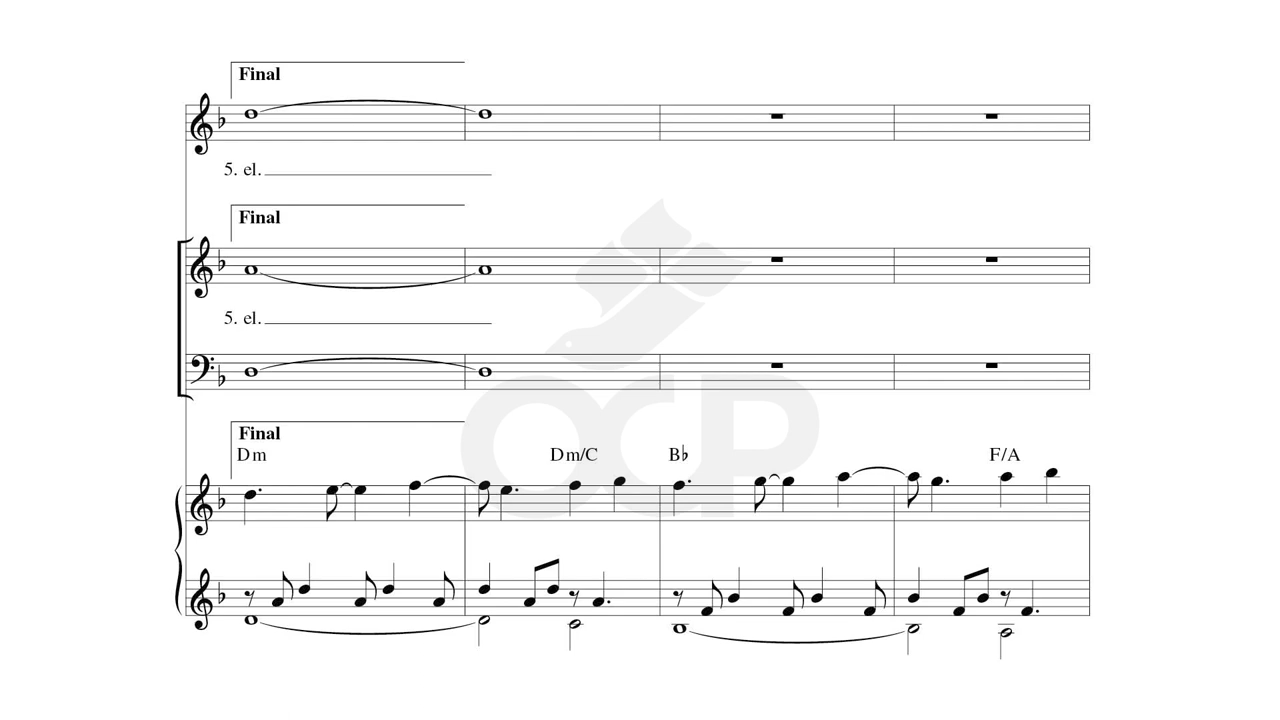 Final
5. el.
Final
5. el.
Final
Dm Dm/C B♭ F/A
OCP